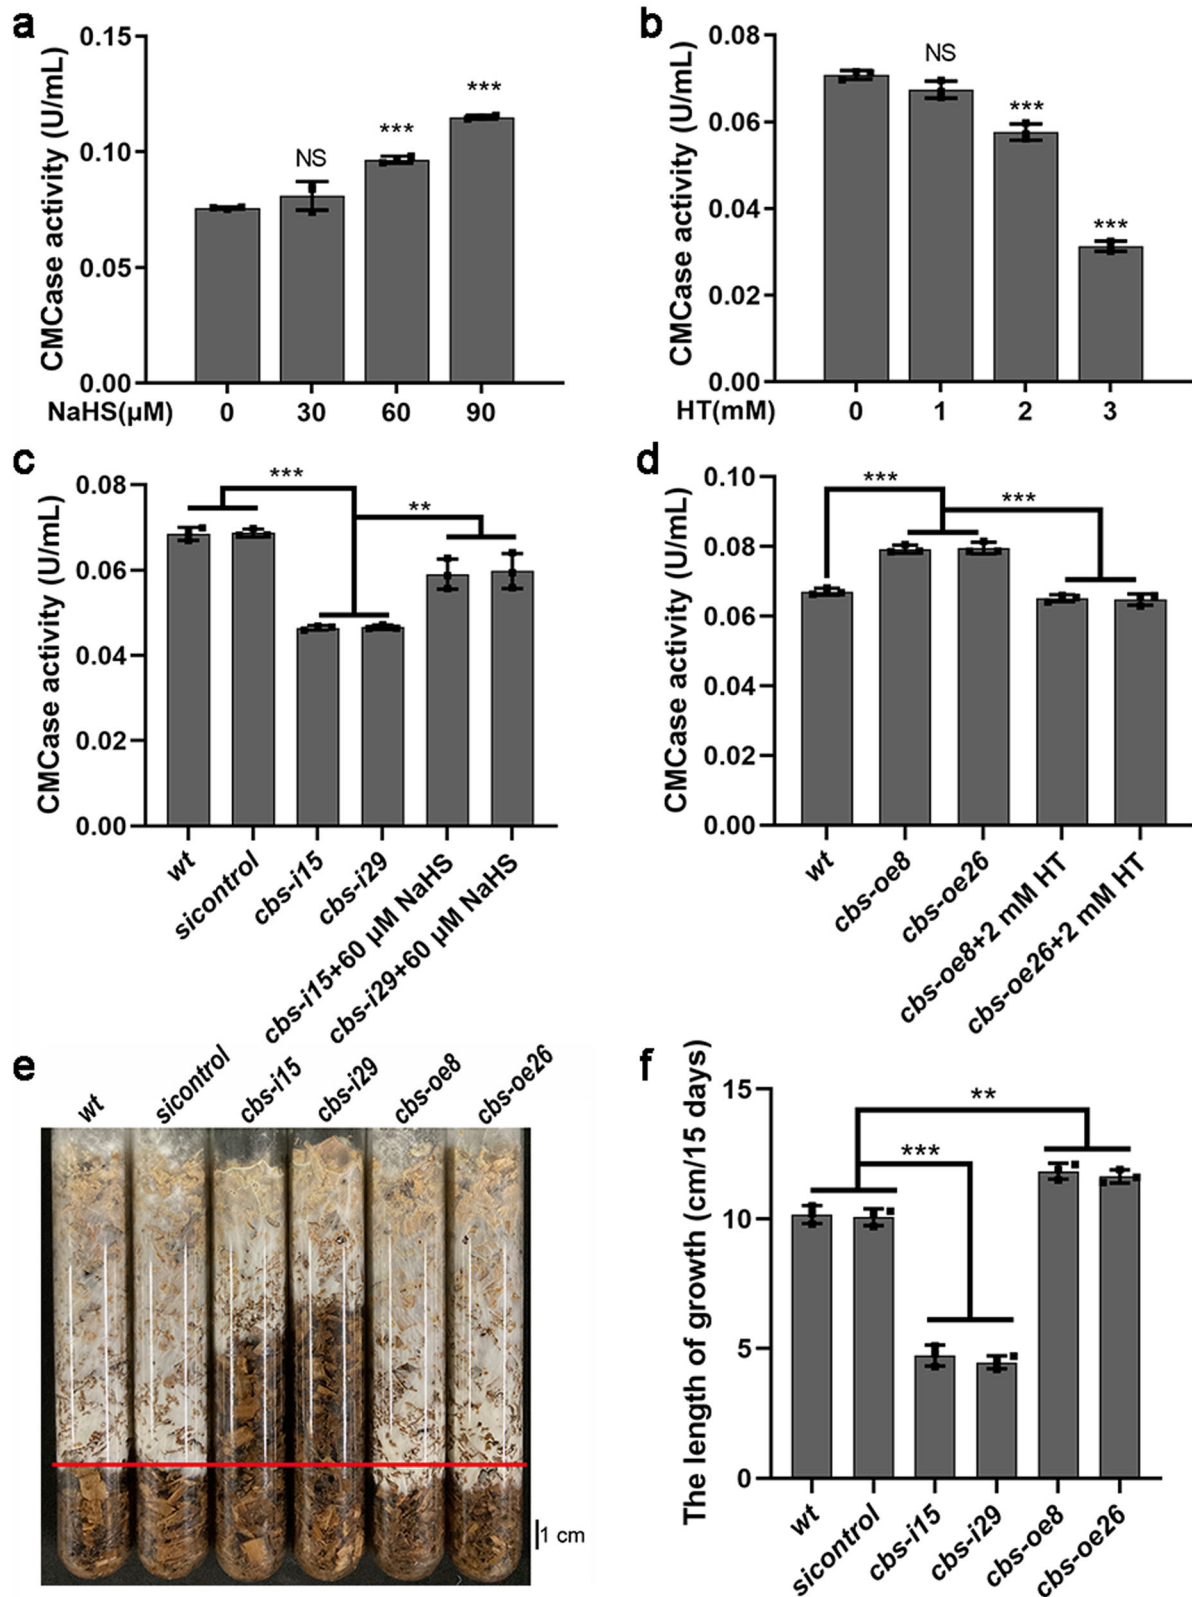 a
CMCase activity (U/mL)
0.15
0.10
0.05
0.00
NS
***
***
NaHS(µM) 0 30 60 90
b
CMCase activity (U/mL)
0.08
0.06
0.04
0.02
0.00
NS
***
***
HT(mM) 0 1 2 3
c
CMCase activity (U/mL)
0.08
0.06
0.04
0.02
0.00
***
**
wt
sicontrol
cbs-i15
cbs-i29
cbs-i15+60 µM NaHS
cbs-i29+60 µM NaHS
d
CMCase activity (U/mL)
0.10
0.08
0.06
0.04
0.02
0.00
***
***
wt
cbs-oe8
cbs-oe26
cbs-oe8+2 mM HT
cbs-oe26+2 mM HT
e
wt
sicontrol
cbs-i15
cbs-i29
cbs-oe8
cbs-oe26
1 cm
f
The length of growth (cm/15 days)
15
10
5
0
**
***
wt
sicontrol
cbs-i15
cbs-i29
cbs-oe8
cbs-oe26